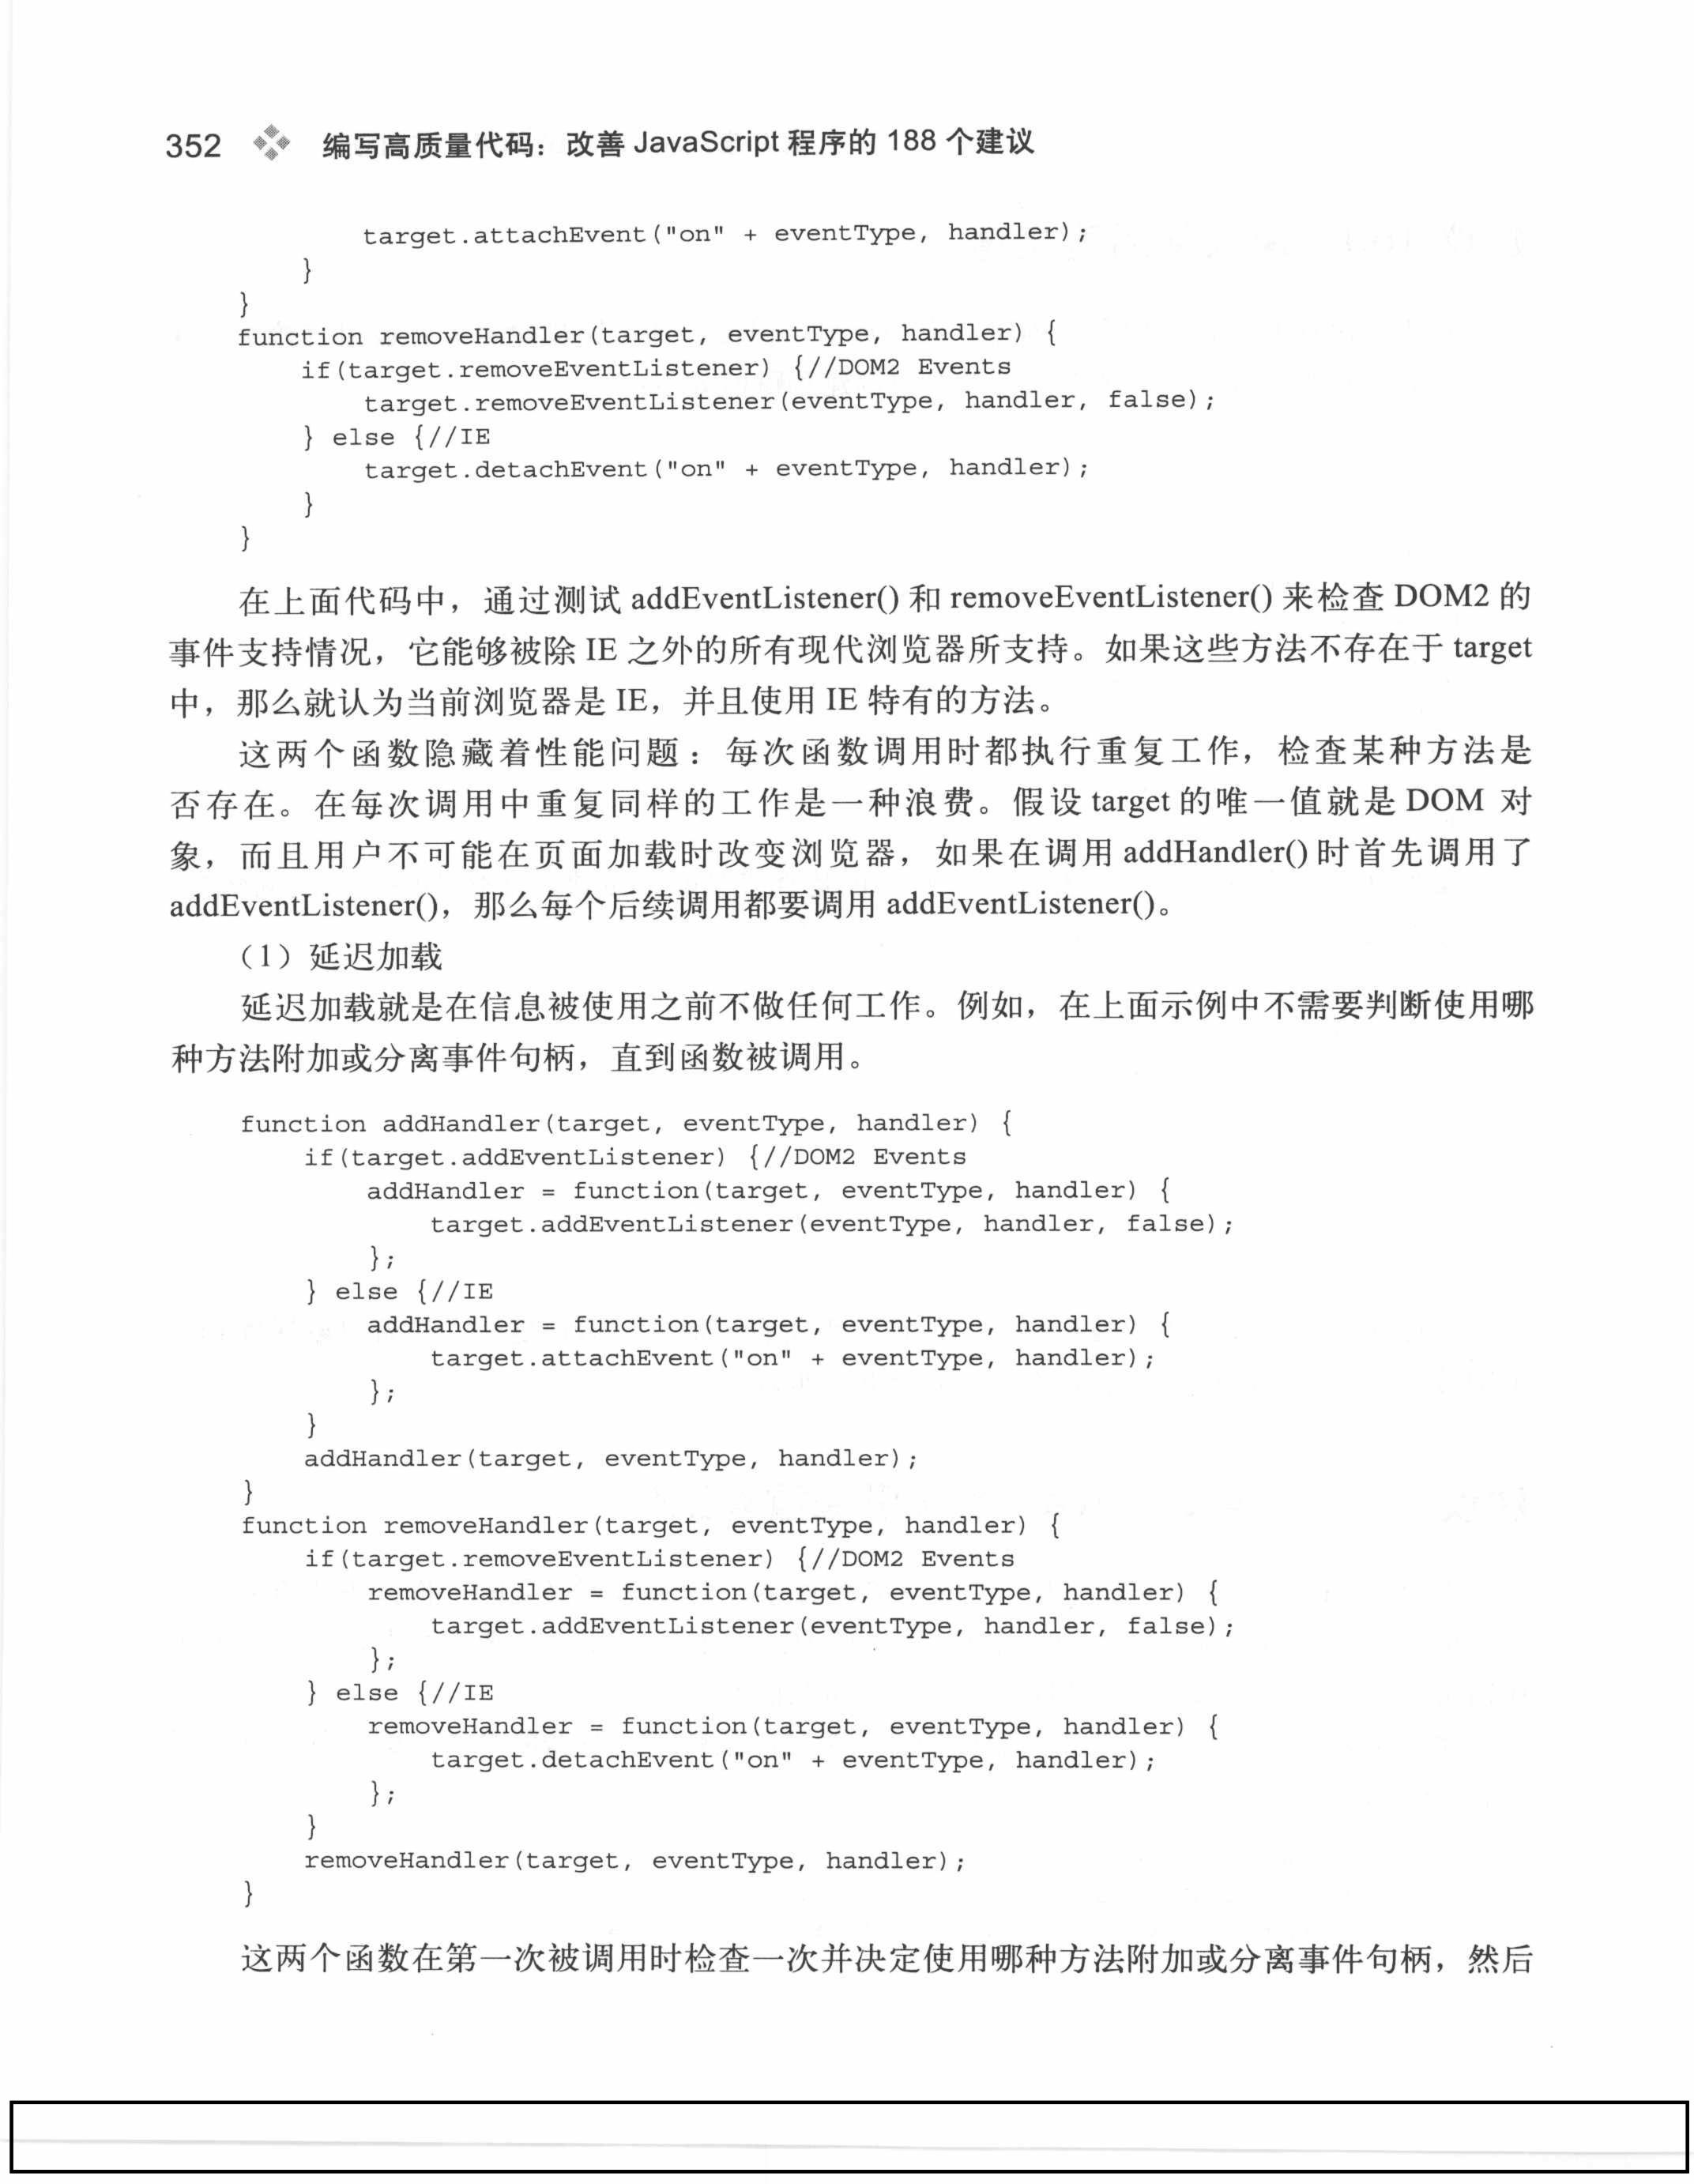 352 编写高质量代码：改善 JavaScript 程序的 188 个建议
            target.attachEvent("on" + eventType, handler);
        }
    }
    function removeHandler(target, eventType, handler) {
        if(target.removeEventListener) {//DOM2 Events
            target.removeEventListener(eventType, handler, false);
        } else {//IE
            target.detachEvent("on" + eventType, handler);
        }
    }
在上面代码中，通过测试 addEventListener() 和 removeEventListener() 来检查 DOM2 的
事件支持情况，它能够被除 IE 之外的所有现代浏览器所支持。如果这些方法不存在于 target
中，那么就认为当前浏览器是 IE，并且使用 IE 特有的方法。
这两个函数隐藏着性能问题：每次函数调用时都执行重复工作，检查某种方法是
否存在。在每次调用中重复同样的工作是一种浪费。假设 target 的唯一值就是 DOM 对
象，而且用户不可能在页面加载时改变浏览器，如果在调用 addHandler() 时首先调用了
addEventListener()，那么每个后续调用都要调用 addEventListener()。
（1）延迟加载
延迟加载就是在信息被使用之前不做任何工作。例如，在上面示例中不需要判断使用哪
种方法附加或分离事件句柄，直到函数被调用。
    function addHandler(target, eventType, handler) {
        if(target.addEventListener) {//DOM2 Events
            addHandler = function(target, eventType, handler) {
                target.addEventListener(eventType, handler, false);
            };
        } else {//IE
            addHandler = function(target, eventType, handler) {
                target.attachEvent("on" + eventType, handler);
            };
        }
        addHandler(target, eventType, handler);
    }
    function removeHandler(target, eventType, handler) {
        if(target.removeEventListener) {//DOM2 Events
            removeHandler = function(target, eventType, handler) {
                target.addEventListener(eventType, handler, false);
            };
        } else {//IE
            removeHandler = function(target, eventType, handler) {
                target.detachEvent("on" + eventType, handler);
            };
        }
        removeHandler(target, eventType, handler);
    }
这两个函数在第一次被调用时检查一次并决定使用哪种方法附加或分离事件句柄，然后